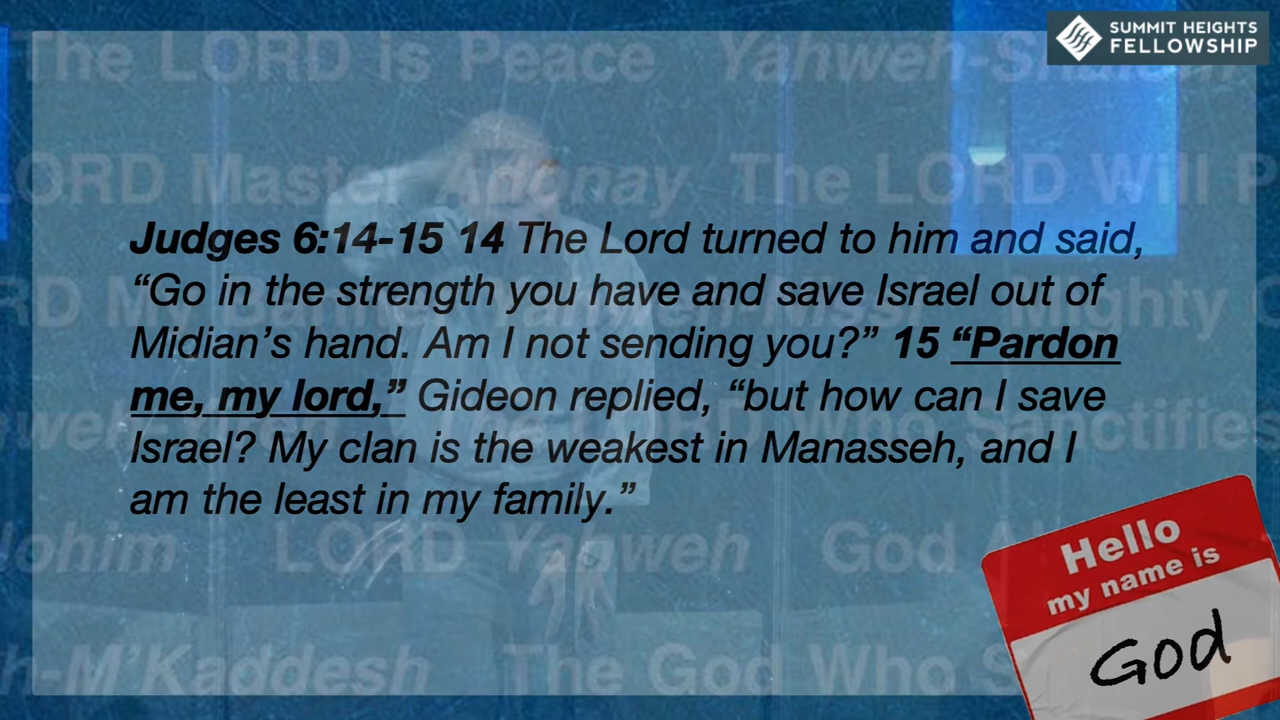 SUMMIT HEIGHTS
FELLOWSHIP
The LORD is Peace Yahweh-Shalom
LORD Master Adonay The LORD Will P
Judges 6:14-15 14 The Lord turned to him and said,
“Go in the strength you have and save Israel out of
Midian’s hand. Am I not sending you?” 15 “Pardon
me, my lord,” Gideon replied, “but how can I save
Israel? My clan is the weakest in Manasseh, and I
am the least in my family.”
Mighty
Who Sanctifies
lohim LORD Yahweh God
h-M’Kaddesh The God Who S
Hello
my name is
God